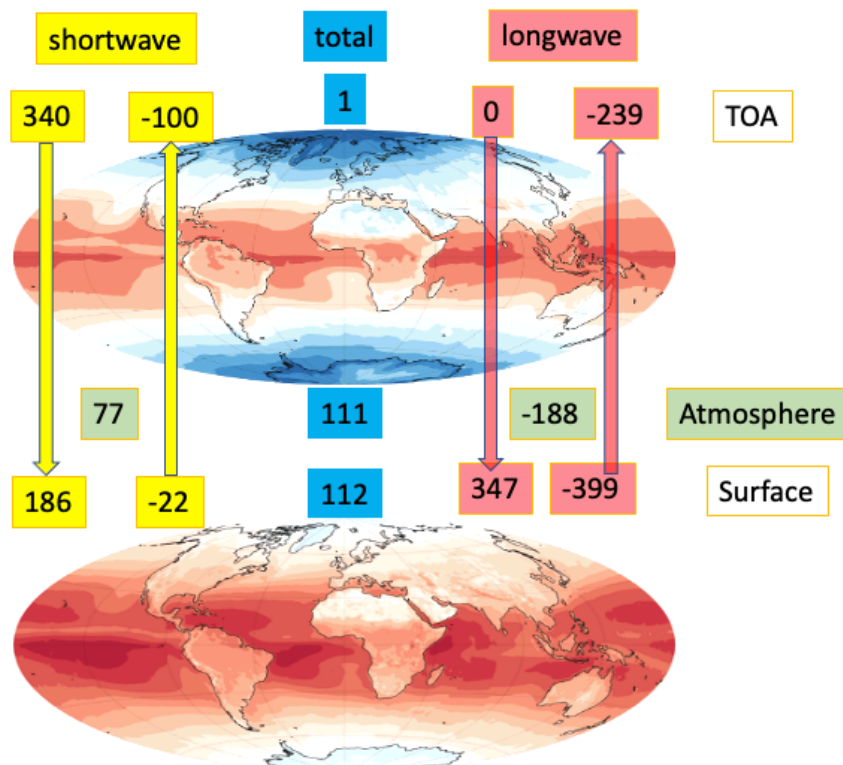 shortwave
total
longwave
340
-100
1
0
-239
TOA
77
111
-188
Atmosphere
186
-22
112
347
-399
Surface